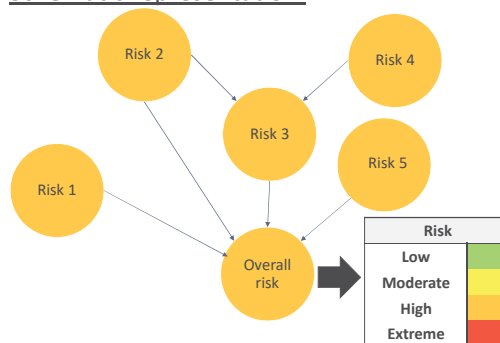 Risk 2
Risk 4
Risk 3
Risk 5
Risk 1
Overall
risk
Risk
Low
Moderate
High
Extreme